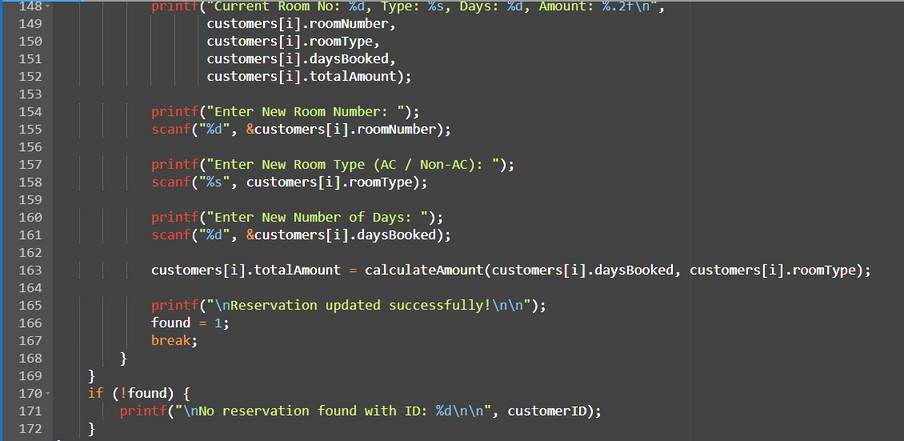 148 printf("Current Room No: %d, Type: %s, Days: %d, Amount: %.2f\n",
149 customers[i].roomNumber,
150 customers[i].roomType,
151 customers[i].daysBooked,
152 customers[i].totalAmount);
153
154 printf("Enter New Room Number: ");
155 scanf("%d", &customers[i].roomNumber);
156
157 printf("Enter New Room Type (AC / Non-AC): ");
158 scanf("%s", customers[i].roomType);
159
160 printf("Enter New Number of Days: ");
161 scanf("%d", &customers[i].daysBooked);
162
163 customers[i].totalAmount = calculateAmount(customers[i].daysBooked, customers[i].roomType);
164
165 printf("\nReservation updated successfully!\n\n");
166 found = 1;
167 break;
168 }
169 }
170 if (!found) {
171 printf("\nNo reservation found with ID: %d\n\n", customerID);
172 }